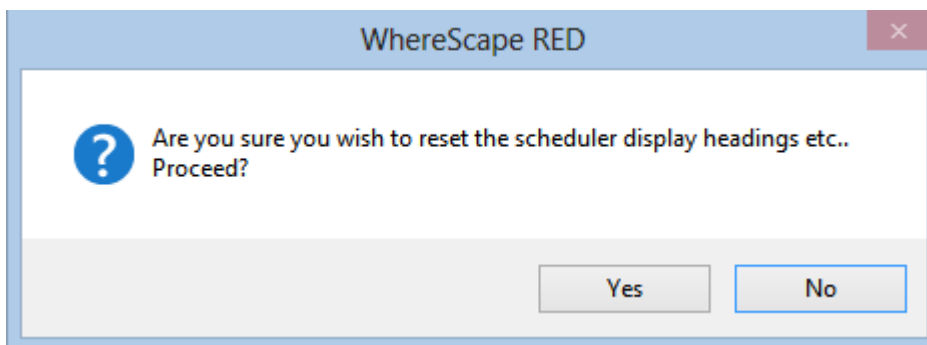 WhereScape RED
Are you sure you wish to reset the scheduler display headings etc..
Proceed?
Yes
No